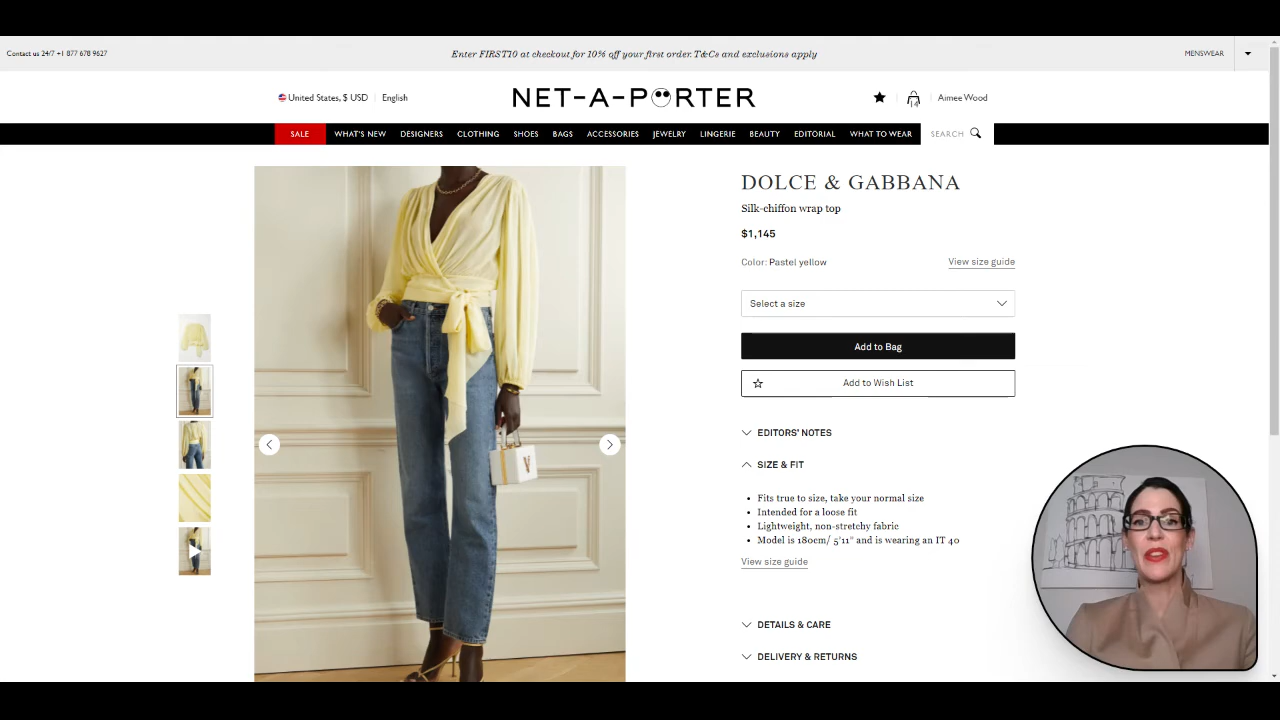 Contact us 24/7 +1 877 678 9627
Enter FIRST10 at checkout for 10% off your first order. T&Cs and exclusions apply
MENSWEAR
United States, $ USD
English
NET-A-PORTER
14
Aimee Wood
SALE
WHAT'S NEW
DESIGNERS
CLOTHING
SHOES
BAGS
ACCESSORIES
JEWELRY
LINGERIE
BEAUTY
EDITORIAL
WHAT TO WEAR
SEARCH
DOLCE & GABBANA
Silk-chiffon wrap top
$1,145
Color: Pastel yellow
View size guide
Select a size
Add to Bag
Add to Wish List
EDITORS' NOTES
SIZE & FIT
Fits true to size, take your normal size
Intended for a loose fit
Lightweight, non-stretchy fabric
Model is 180cm/ 5'11" and is wearing an IT 40
View size guide
DETAILS & CARE
DELIVERY & RETURNS